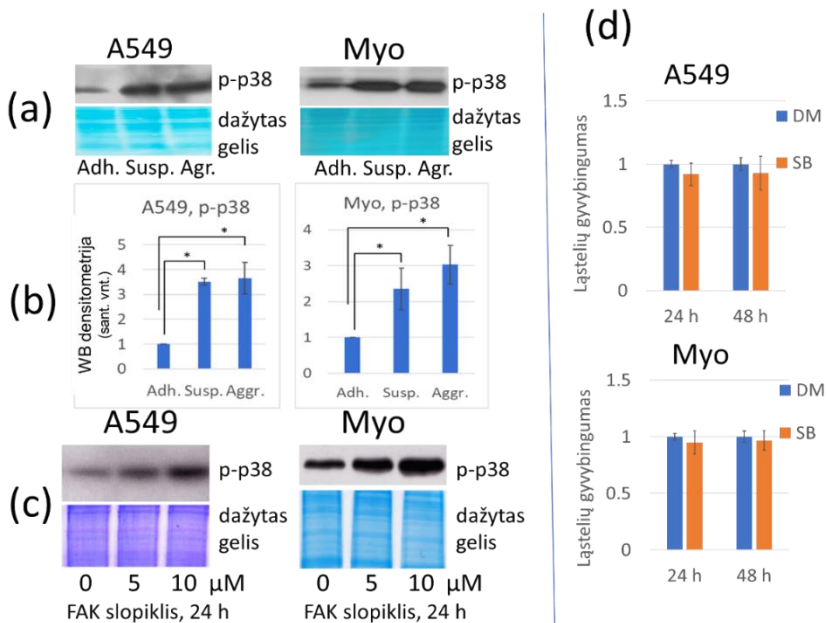 (a)
A549
p-p38
dažytas
gelis
Adh. Susp. Agr.
Myo
p-p38
dažytas
gelis
Adh. Susp. Agr.
(b)
A549, p-p38
WB densitometrija
(sant. vnt.)
5
4
3
2
1
0
*
*
Adh. Susp. Aggr.
Myo, p-p38
4
3
2
1
0
*
*
Adh. Susp. Aggr.
(c)
A549
p-p38
dažytas
gelis
0 5 10 µM
FAK slopiklis, 24 h
Myo
p-p38
dažytas
gelis
0 5 10 µM
FAK slopiklis, 24 h
(d)
A549
Ląstelių gyvybingumas
1.5
1
0.5
0
24 h 48 h
DM
SB
Myo
Ląstelių gyvybingumas
1.5
1
0.5
0
24 h 48 h
DM
SB